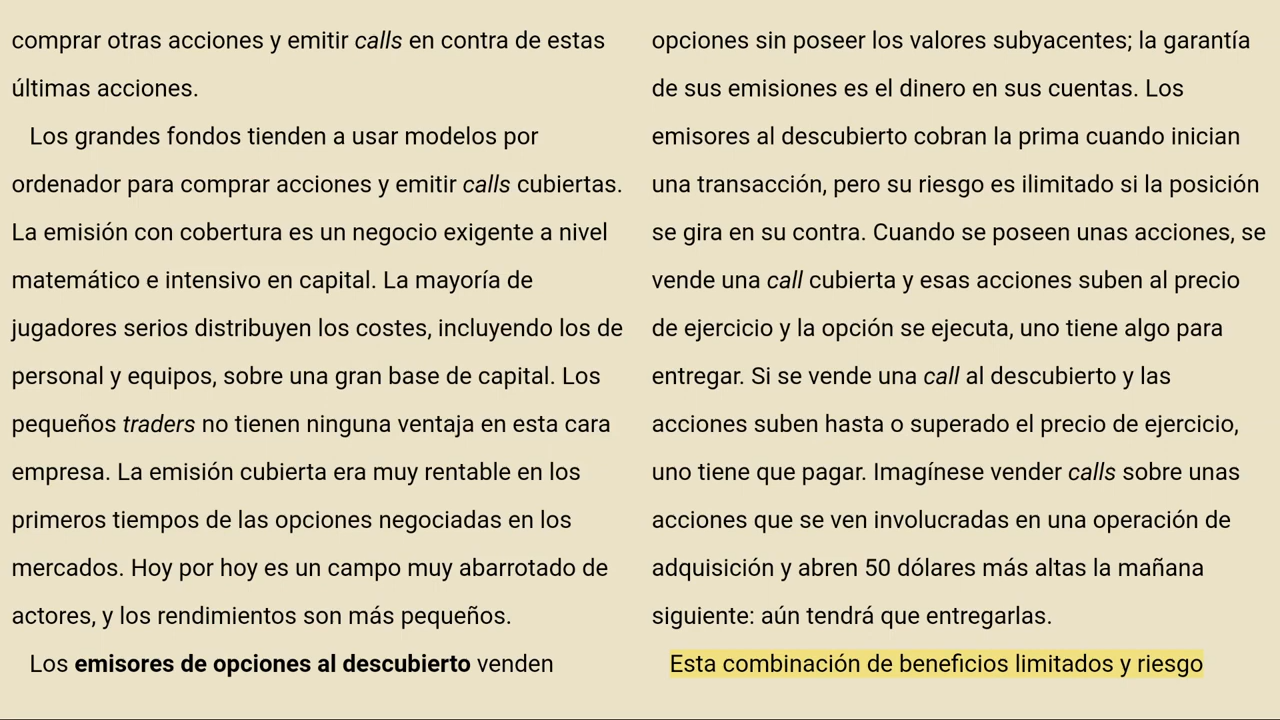 comprar otras acciones y emitir calls en contra de estas
últimas acciones.
Los grandes fondos tienden a usar modelos por
ordenador para comprar acciones y emitir calls cubiertas.
La emisión con cobertura es un negocio exigente a nivel
matemático e intensivo en capital. La mayoría de
jugadores serios distribuyen los costes, incluyendo los de
personal y equipos, sobre una gran base de capital. Los
pequeños traders no tienen ninguna ventaja en esta cara
empresa. La emisión cubierta era muy rentable en los
primeros tiempos de las opciones negociadas en los
mercados. Hoy por hoy es un campo muy abarrotado de
actores, y los rendimientos son más pequeños.
Los emisores de opciones al descubierto venden
opciones sin poseer los valores subyacentes; la garantía
de sus emisiones es el dinero en sus cuentas. Los
emisores al descubierto cobran la prima cuando inician
una transacción, pero su riesgo es ilimitado si la posición
se gira en su contra. Cuando se poseen unas acciones, se
vende una call cubierta y esas acciones suben al precio
de ejercicio y la opción se ejecuta, uno tiene algo para
entregar. Si se vende una call al descubierto y las
acciones suben hasta o superado el precio de ejercicio,
uno tiene que pagar. Imagínese vender calls sobre unas
acciones que se ven involucradas en una operación de
adquisición y abren 50 dólares más altas la mañana
siguiente: aún tendrá que entregarlas.
Esta combinación de beneficios limitados y riesgo